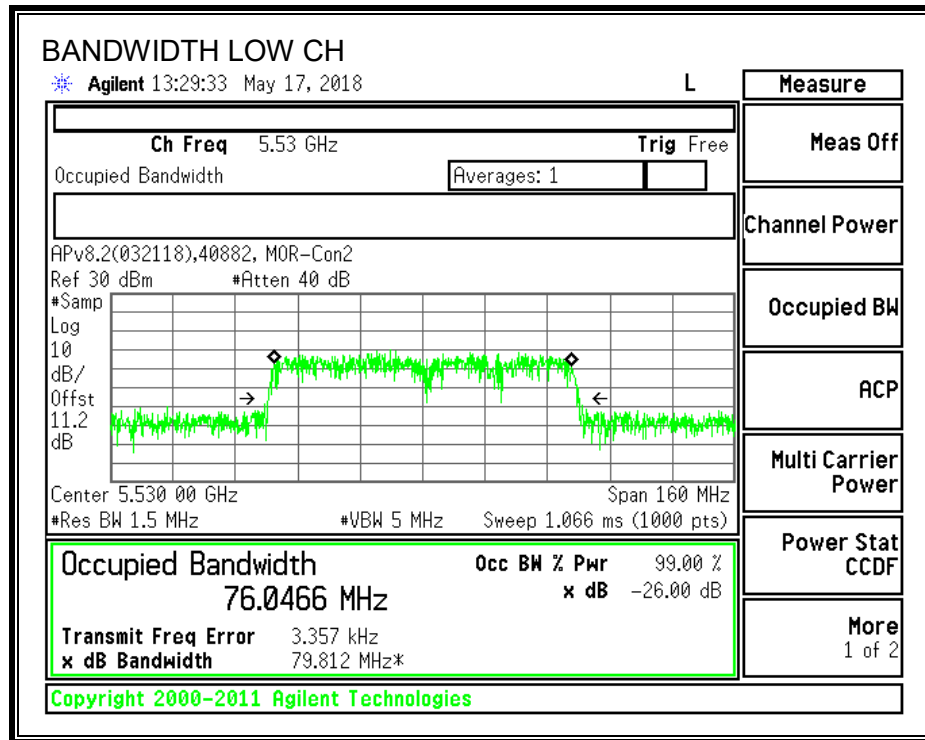 BANDWIDTH LOW CH
Agilent 13:29:33 May 17, 2018 L
Measure
Ch Freq 5.53 GHz Trig Free
Occupied Bandwidth Averages: 1
APv8.2(032118),40882, MOR-Con2
Ref 30 dBm #Atten 40 dB
#Samp
Log
10
dB/
Offst
11.2
dB
Center 5.530 00 GHz Span 160 MHz
#Res BW 1.5 MHz #VBW 5 MHz Sweep 1.066 ms (1000 pts)
Occupied Bandwidth
76.0466 MHz
Occ BW % Pwr 99.00 %
x dB -26.00 dB
Transmit Freq Error 3.357 kHz
x dB Bandwidth 79.812 MHz*
Meas Off
Channel Power
Occupied BW
ACP
Multi Carrier
Power
Power Stat
CCDF
More
1 of 2
Copyright 2000-2011 Agilent Technologies